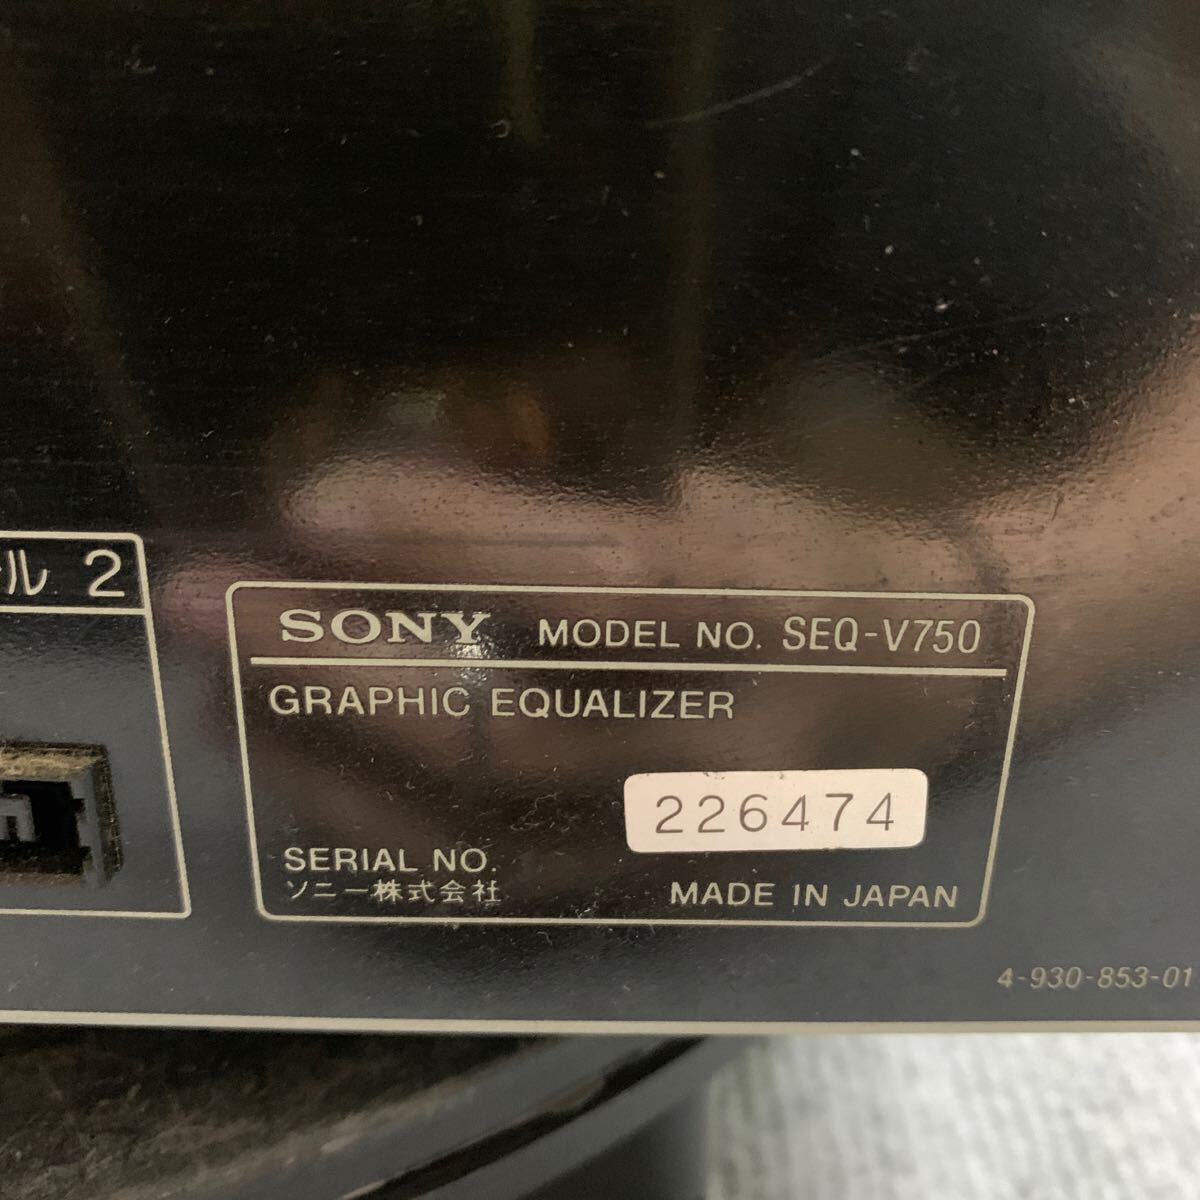 ル 2
SONY MODEL NO. SEQ-V750
GRAPHIC EQUALIZER
226474
SERIAL NO.
ソニー株式会社
MADE IN JAPAN
4-930-853-01